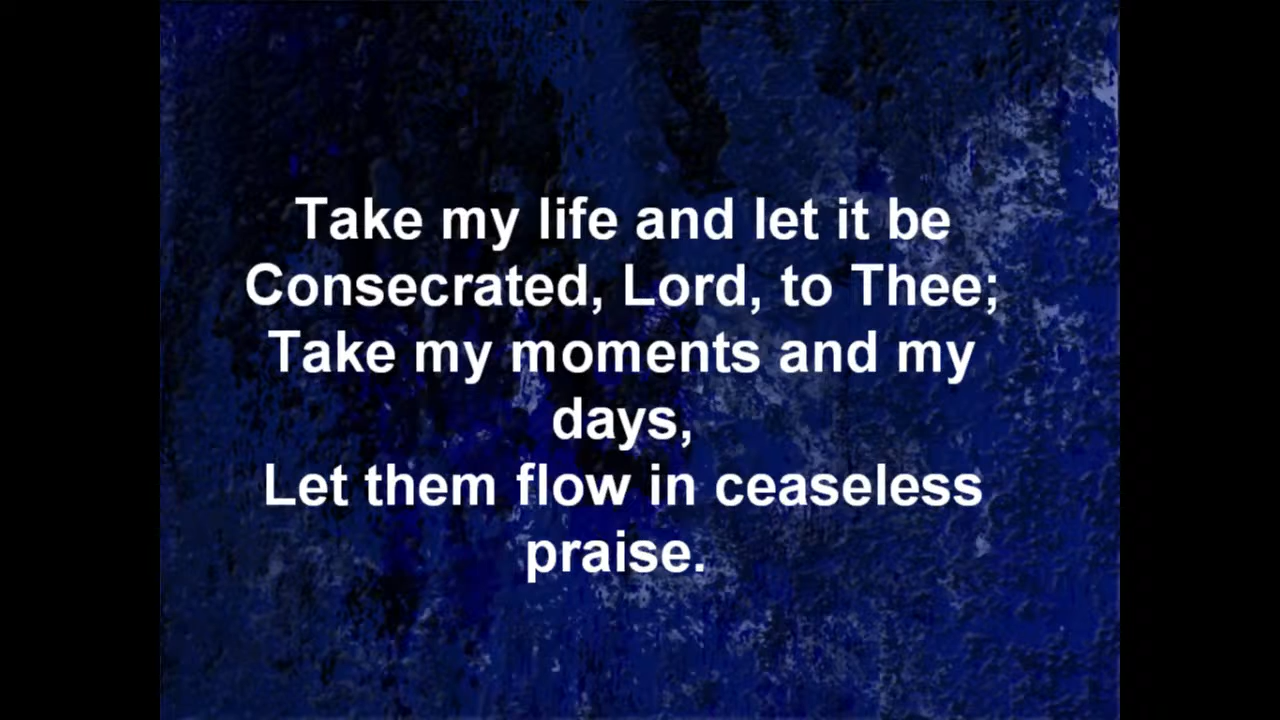 Take my life and let it be
Consecrated, Lord, to Thee;
Take my moments and my
days,
Let them flow in ceaseless
praise.